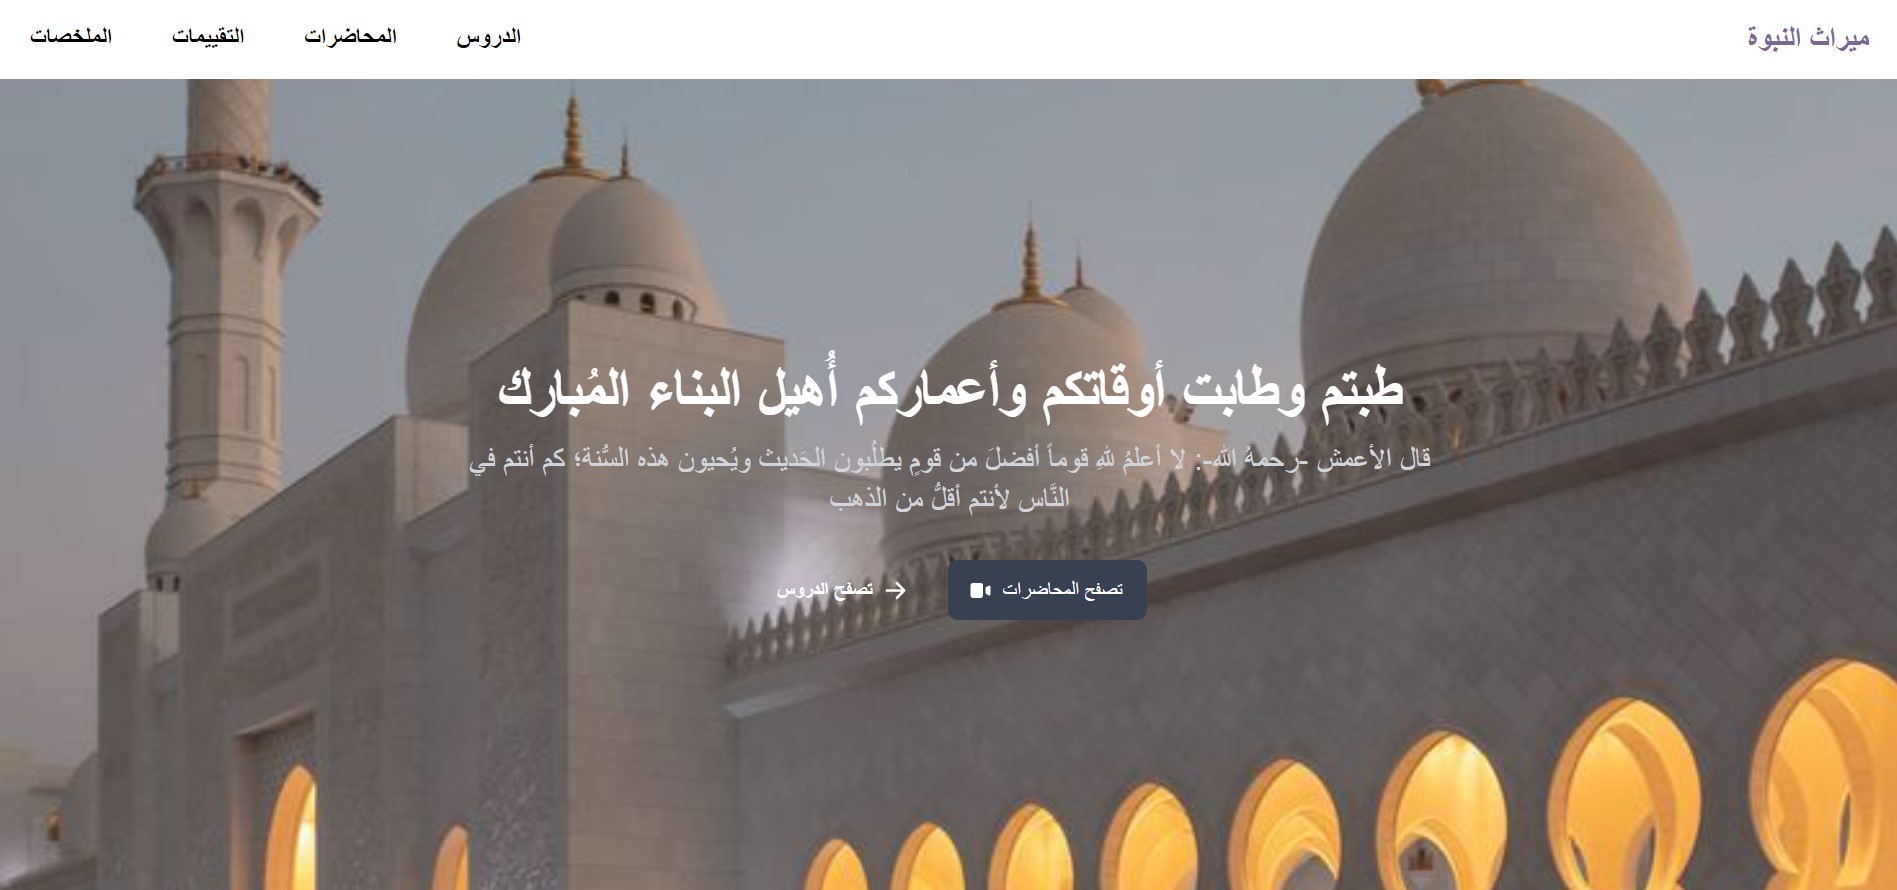 ميراث النبوة
الدروس
المحاضرات
التقييمات
الملخصات
طبتم وطابت أوقاتكم وأعماركم أُهيل البناء المُبارك
قال الأعمش -رحمهُ الله-: لا أعلمُ للهِ قوماً أفضلَ من قومٍ يطلُبون الحَديث ويُحيون هذه السُّنة؛ كم أنتم في
النَّاس لأنتم أقلُّ من الذهب
تصفح المحاضرات
تصفح الدروس